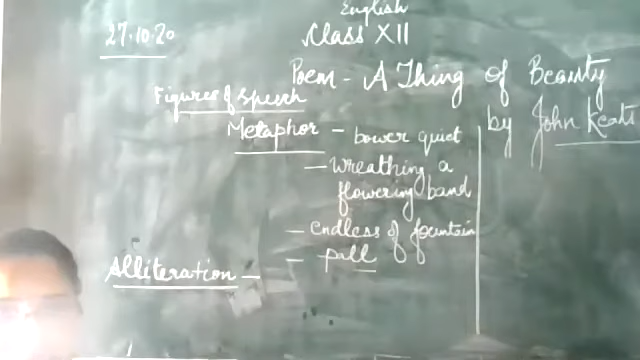 English
27.10.20
Class XII
Poem - A Thing of Beauty
by John Keats
Figures of Speech
Metaphor - bower quiet
- wreathing a
flowering band
- endless of fountain
- pall
Alliteration -